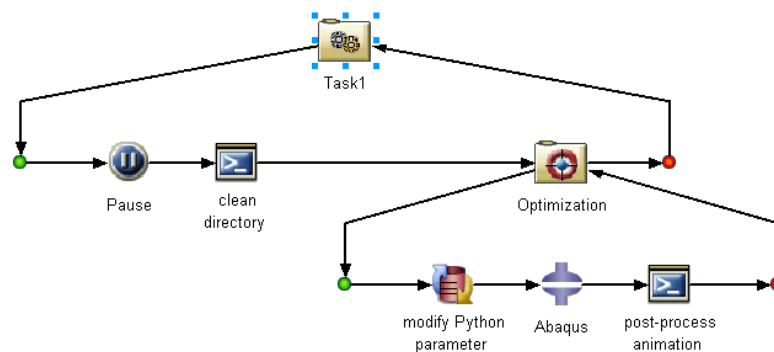 Task1
Pause
clean
directory
Optimization
modify Python
parameter
Abaqus
post-process
animation